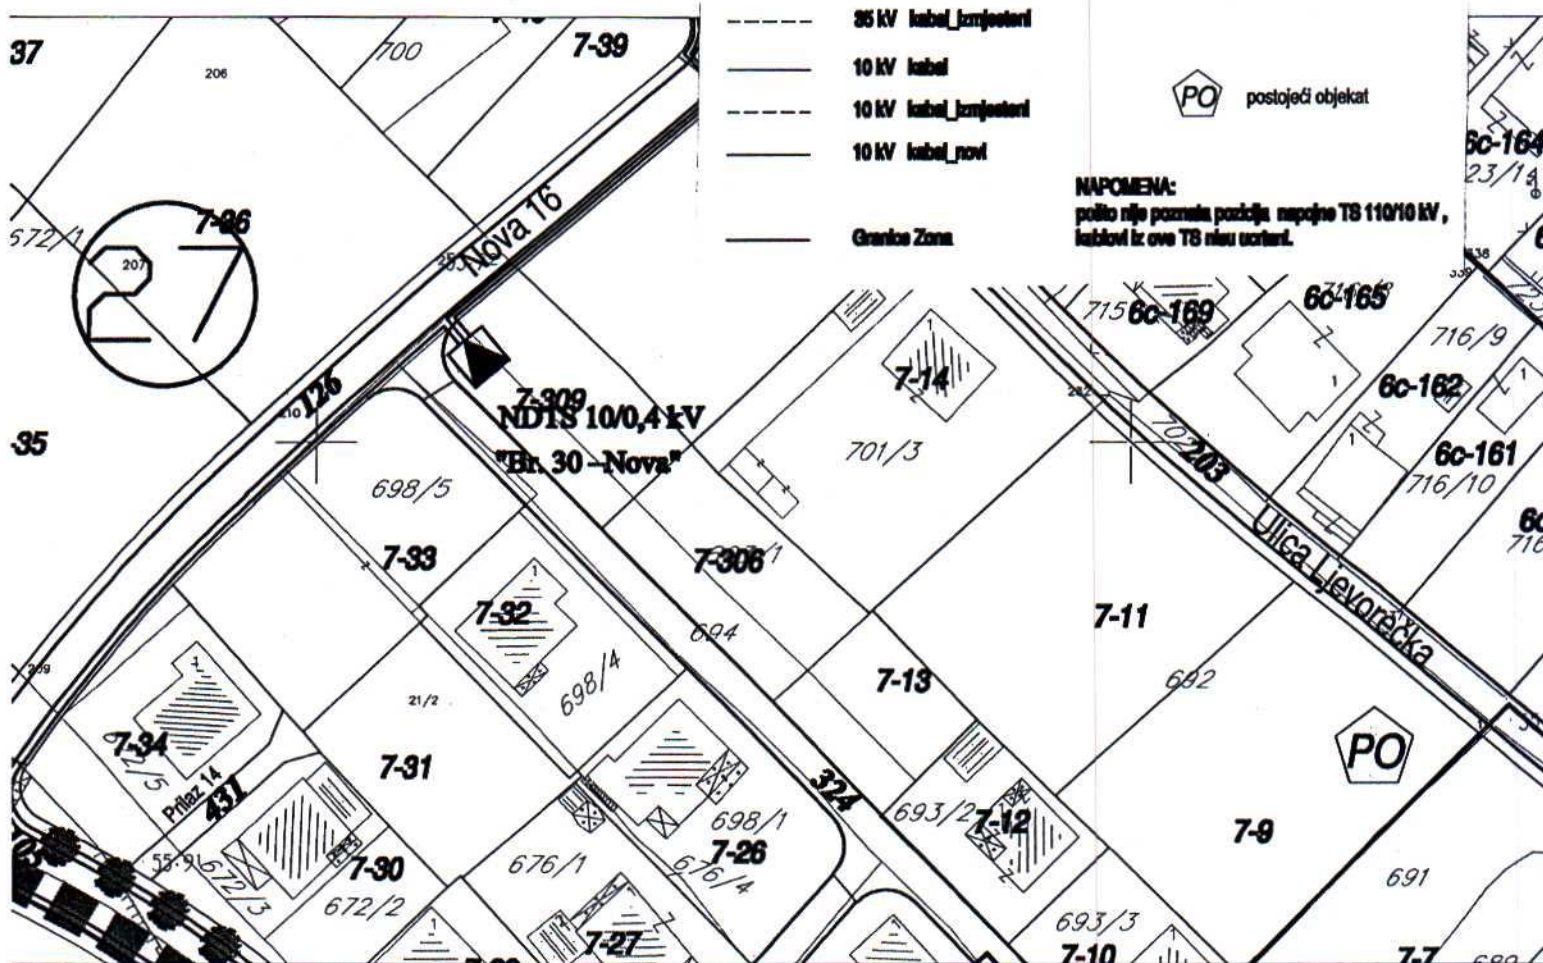 35 kV kabel_izmješteni
10 kV kabel
10 kV kabel_izmješteni
10 kV kabel_novi
Granice Zona
PO
postojeći objekat
NAPOMENA:
pošto nije poznata pozicija napojne TS 110/10 kV ,
kablovi iz ove TS nisu ucrtani.
37
206
700
7-39
6c-164
672/1
7-36
207
27
Nova 16
126
210
-35
7-309
NDTS 10/0,4 kV
"Br. 30 –Nova"
7-14
701/3
715
6c-169
6c-165
716/9
6c-162
6c-161
716/10
203
Ulica Ljevorečka
698/5
7-33
7-32
698/4
7-306
694
7-11
692
7-13
209
21/2
7-34
Prilaz 14
431
7-31
324
698/1
7-26
676/4
693/2
7-12
7-9
PO
691
672/3
7-30
672/2
676/1
7-27
693/3
7-10
7-7